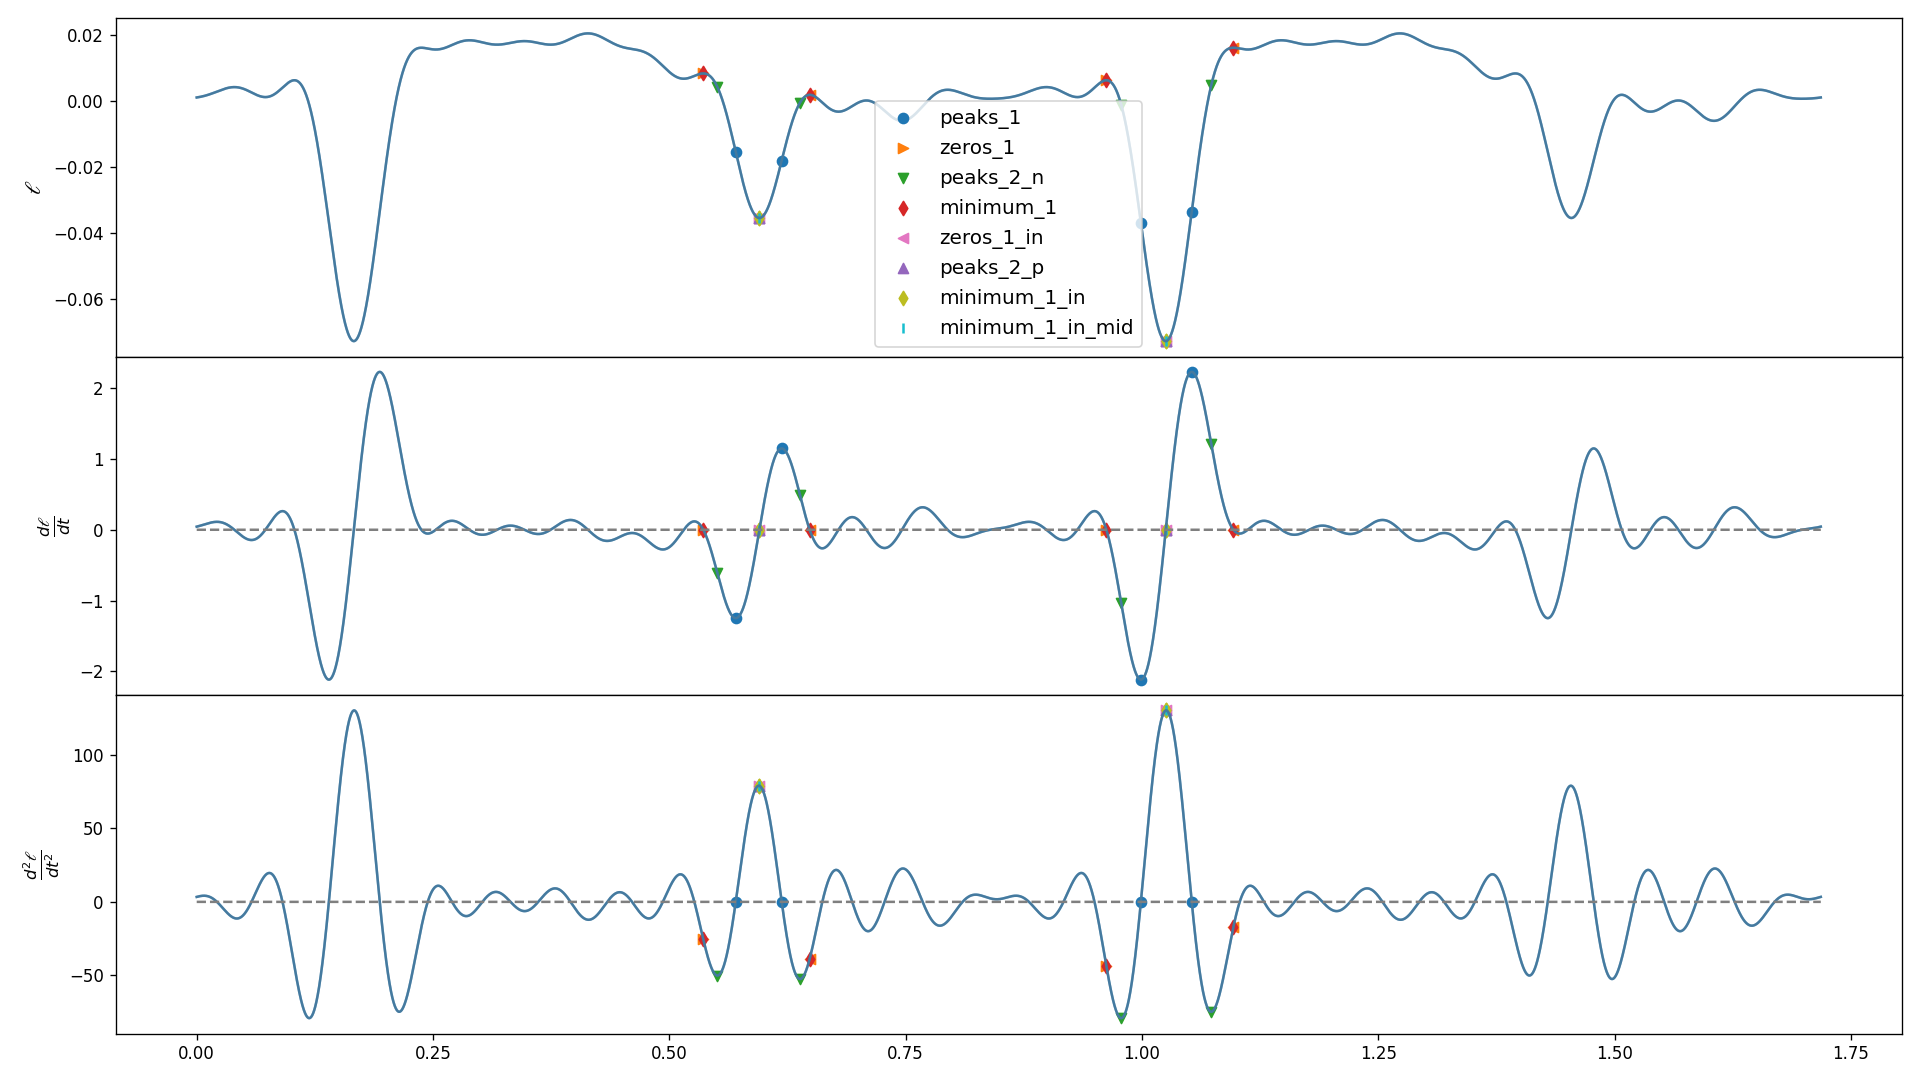 0.02
0.00
−0.02
−0.04
−0.06
ℓ
peaks_1
zeros_1
peaks_2_n
minimum_1
zeros_1_in
peaks_2_p
minimum_1_in
minimum_1_in_mid
2
1
0
−1
−2
dℓ
dt
100
50
0
−50
d²ℓ
dt²
0.00 0.25 0.50 0.75 1.00 1.25 1.50 1.75